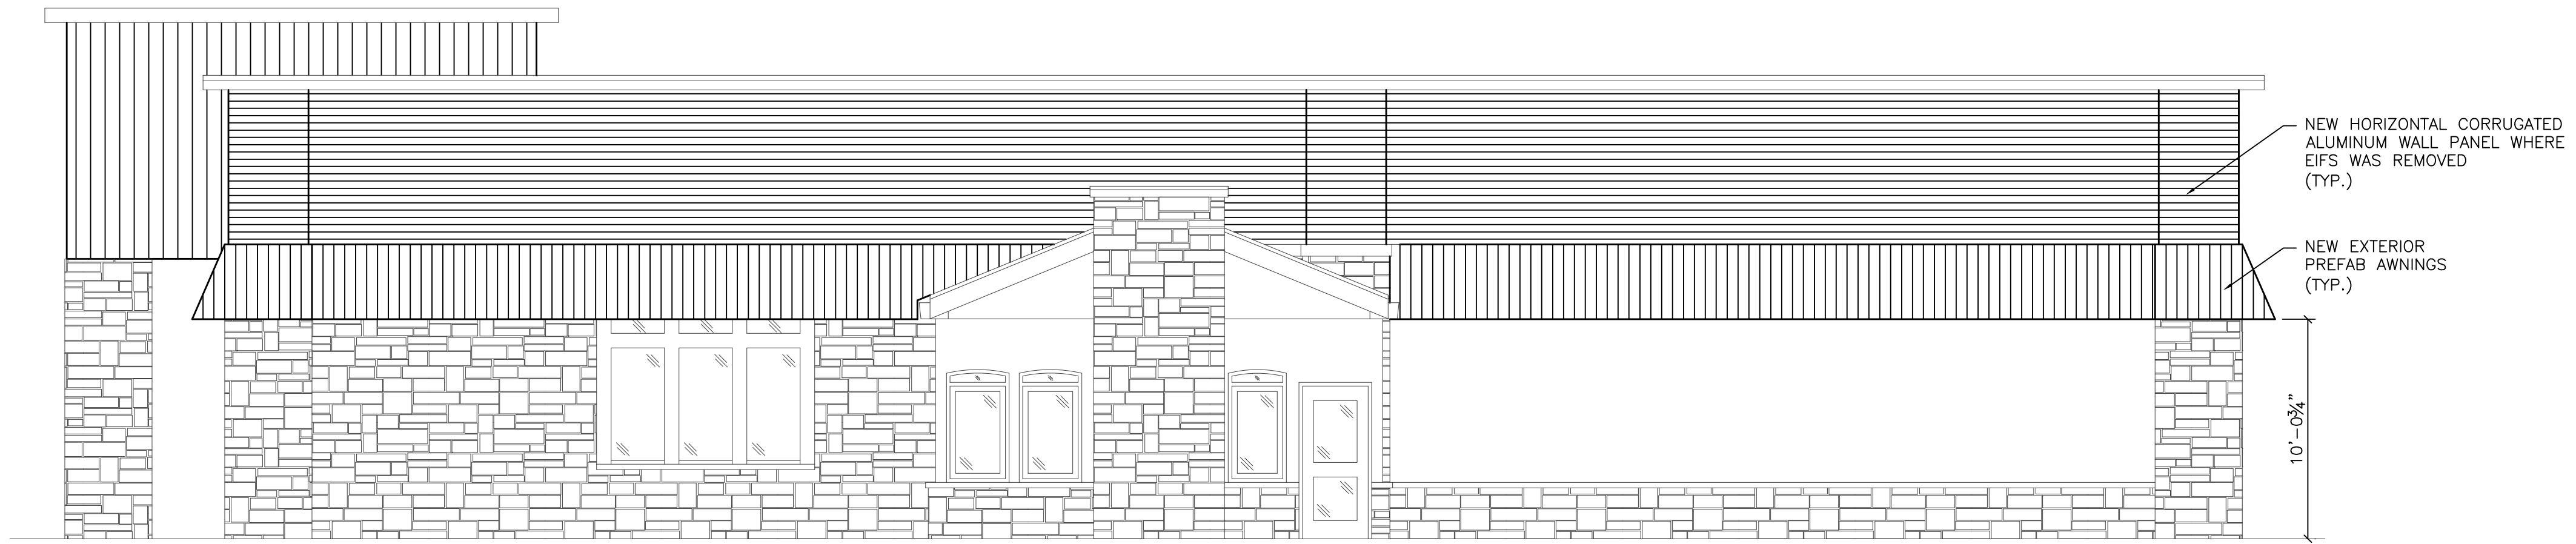 NEW HORIZONTAL CORRUGATED
ALUMINUM WALL PANEL WHERE
EIFS WAS REMOVED
(TYP.)
NEW EXTERIOR
PREFAB AWNINGS
(TYP.)
10'-0¾"